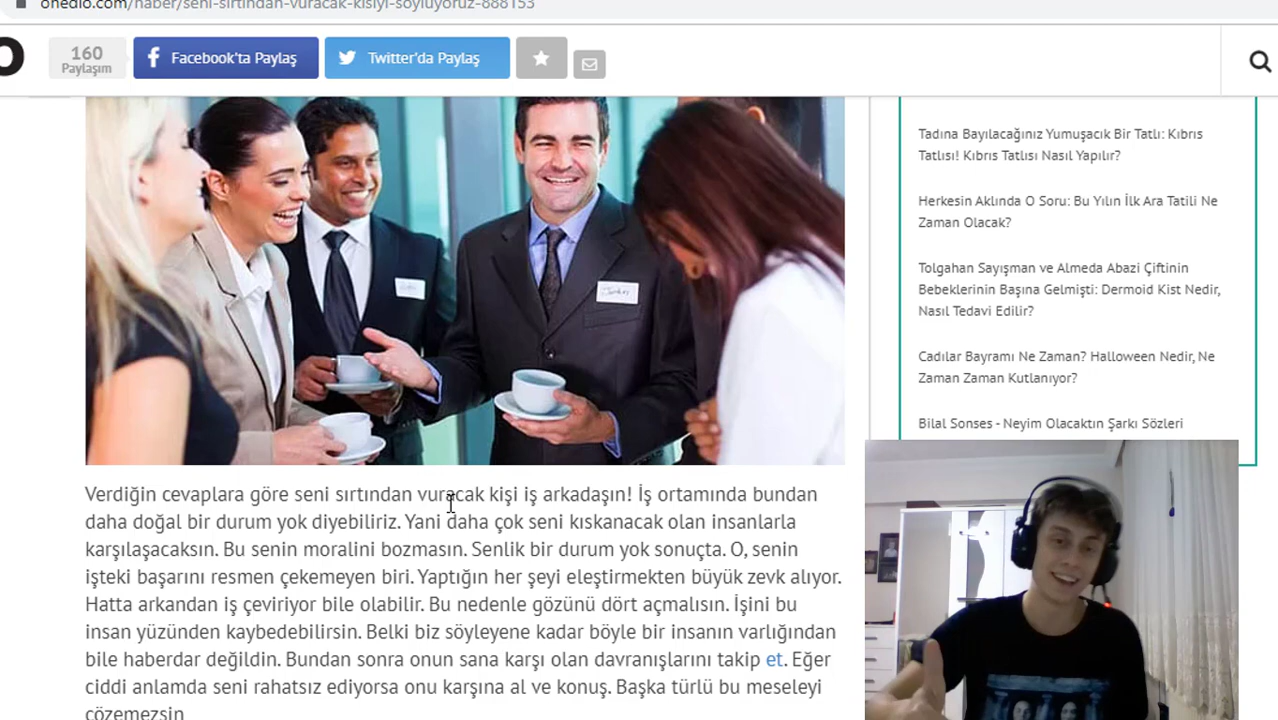 onedio.com/haber/seni-sirtindan-vuracak-kisiyi-soyluyoruz-888153
160
Paylaşım
Facebook'ta Paylaş
Twitter'da Paylaş
Verdiğin cevaplara göre seni sırtından vuracak kişi iş arkadaşın! İş ortamında bundan
daha doğal bir durum yok diyebiliriz. Yani daha çok seni kıskanacak olan insanlarla
karşılaşacaksın. Bu senin moralini bozmasın. Senlik bir durum yok sonuçta. O, senin
işteki başarını resmen çekemeyen biri. Yaptığın her şeyi eleştirmekten büyük zevk alıyor.
Hatta arkandan iş çeviriyor bile olabilir. Bu nedenle gözünü dört açmalısın. İşini bu
insan yüzünden kaybedebilirsin. Belki biz söyleyene kadar böyle bir insanın varlığından
bile haberdar değildin. Bundan sonra onun sana karşı olan davranışlarını takip et. Eğer
ciddi anlamda seni rahatsız ediyorsa onu karşına al ve konuş. Başka türlü bu meseleyi
çözemezsin
Tadına Bayılacağınız Yumuşacık Bir Tatlı: Kıbrıs
Tatlısı! Kıbrıs Tatlısı Nasıl Yapılır?
Herkesin Aklında O Soru: Bu Yılın İlk Ara Tatili Ne
Zaman Olacak?
Tolgahan Sayışman ve Almeda Abazi Çiftinin
Bebeklerinin Başına Gelmişti: Dermoid Kist Nedir,
Nasıl Tedavi Edilir?
Cadılar Bayramı Ne Zaman? Halloween Nedir, Ne
Zaman Zaman Kutlanıyor?
Bilal Sonses - Neyim Olacaktın Şarkı Sözleri